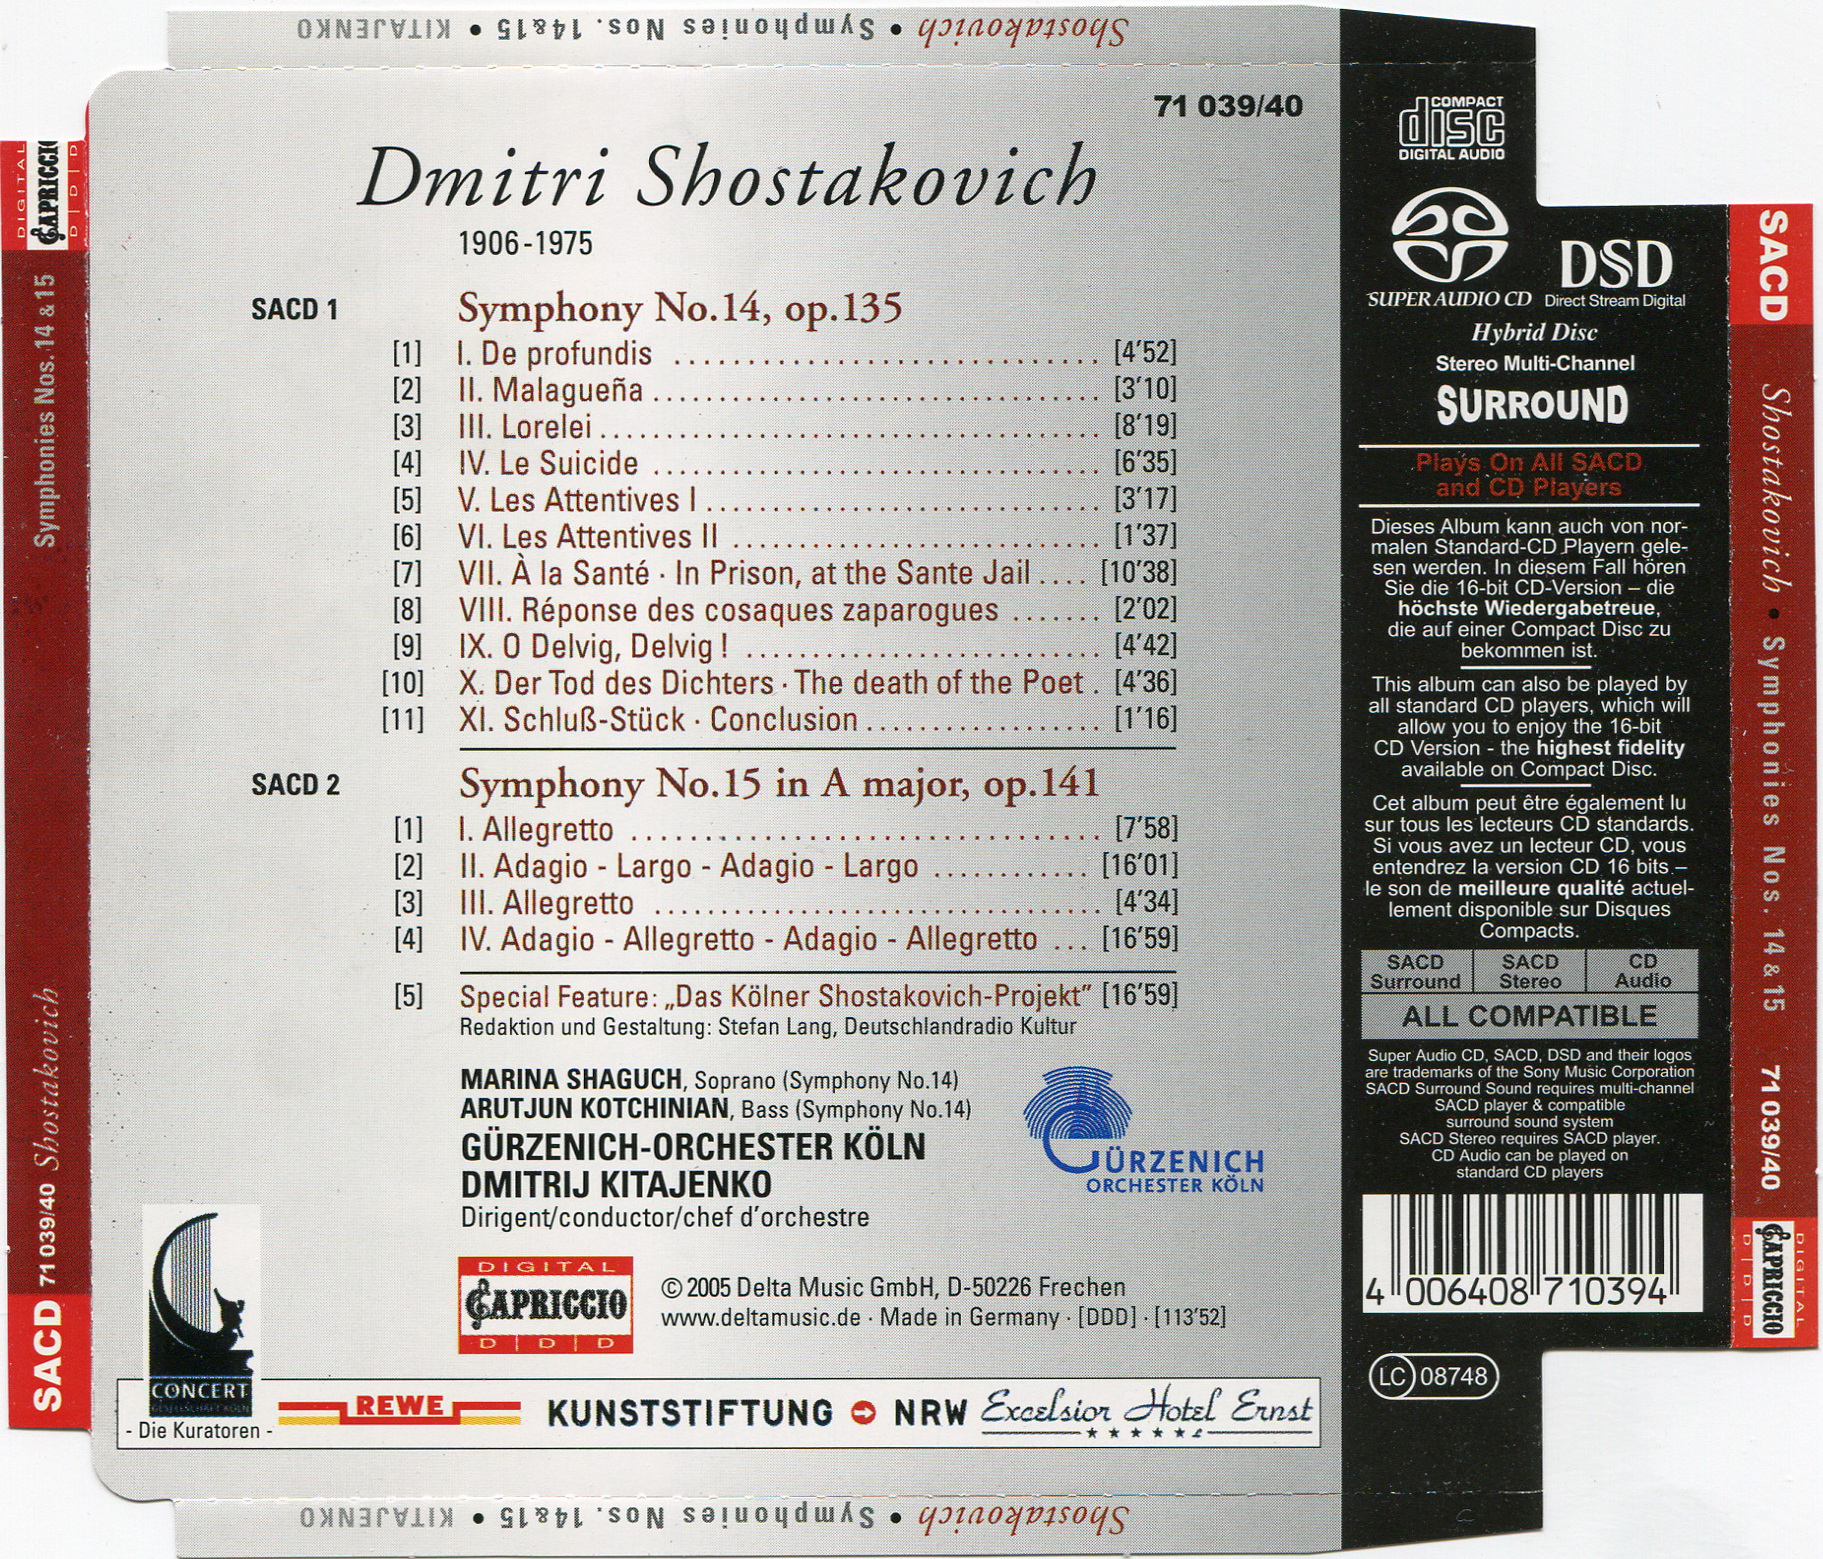 Shostakovich • Symphonies Nos. 14&15 • KITAJENKO
71 039/40
Dmitri Shostakovich
1906-1975
SACD 1 Symphony No.14, op.135
[1] I. De profundis [4'52]
[2] II. Malagueña [3'10]
[3] III. Lorelei [8'19]
[4] IV. Le Suicide [6'35]
[5] V. Les Attentives I [3'17]
[6] VI. Les Attentives II [1'37]
[7] VII. À la Santé · In Prison, at the Sante Jail [10'38]
[8] VIII. Réponse des cosaques zaparogues [2'02]
[9] IX. O Delvig, Delvig ! [4'42]
[10] X. Der Tod des Dichters · The death of the Poet [4'36]
[11] XI. Schluß-Stück · Conclusion [1'16]
SACD 2 Symphony No.15 in A major, op.141
[1] I. Allegretto [7'58]
[2] II. Adagio - Largo - Adagio - Largo [16'01]
[3] III. Allegretto [4'34]
[4] IV. Adagio - Allegretto - Adagio - Allegretto [16'59]
[5] Special Feature: „Das Kölner Shostakovich-Projekt” [16'59]
Redaktion und Gestaltung: Stefan Lang, Deutschlandradio Kultur
MARINA SHAGUCH, Soprano (Symphony No.14)
ARUTJUN KOTCHINIAN, Bass (Symphony No.14)
GÜRZENICH-ORCHESTER KÖLN
DMITRIJ KITAJENKO
Dirigent/conductor/chef d'orchestre
GÜRZENICH
ORCHESTER KÖLN
DIGITAL
CAPRICCIO
D | D | D
© 2005 Delta Music GmbH, D-50226 Frechen
www.deltamusic.de · Made in Germany · [DDD] · [113'52]
CONCERT
GESELLSCHAFT KÖLN
- Die Kuratoren -
REWE
KUNSTSTIFTUNG NRW
Excelsior Hotel Ernst
COMPACT
disc
DIGITAL AUDIO
SUPER AUDIO CD
DSD
Direct Stream Digital
Hybrid Disc
Stereo Multi-Channel
SURROUND
Plays On All SACD
and CD Players
Dieses Album kann auch von nor-
malen Standard-CD Playern gele-
sen werden. In diesem Fall hören
Sie die 16-bit CD-Version – die
höchste Wiedergabetreue,
die auf einer Compact Disc zu
bekommen ist.
This album can also be played by
all standard CD players, which will
allow you to enjoy the 16-bit
CD Version - the highest fidelity
available on Compact Disc.
Cet album peut être également lu
sur tous les lecteurs CD standards.
Si vous avez un lecteur CD, vous
entendrez la version CD 16 bits –
le son de meilleure qualité actuel-
lement disponible sur Disques
Compacts.
SACD Surround
SACD Stereo
CD Audio
ALL COMPATIBLE
Super Audio CD, SACD, DSD and their logos
are trademarks of the Sony Music Corporation
SACD Surround Sound requires multi-channel
SACD player & compatible
surround sound system
SACD Stereo requires SACD player.
CD Audio can be played on
standard CD players
4 006408 710394
LC 08748
SACD 71 039/40 Shostakovich Symphonies Nos. 14 & 15
CAPRICCIO
DIGITAL
D | D | D
SACD Shostakovich • Symphonies Nos. 14 & 15 71 039/40
CAPRICCIO
DIGITAL
D | D | D
Shostakovich • Symphonies Nos. 14&15 • KITAJENKO